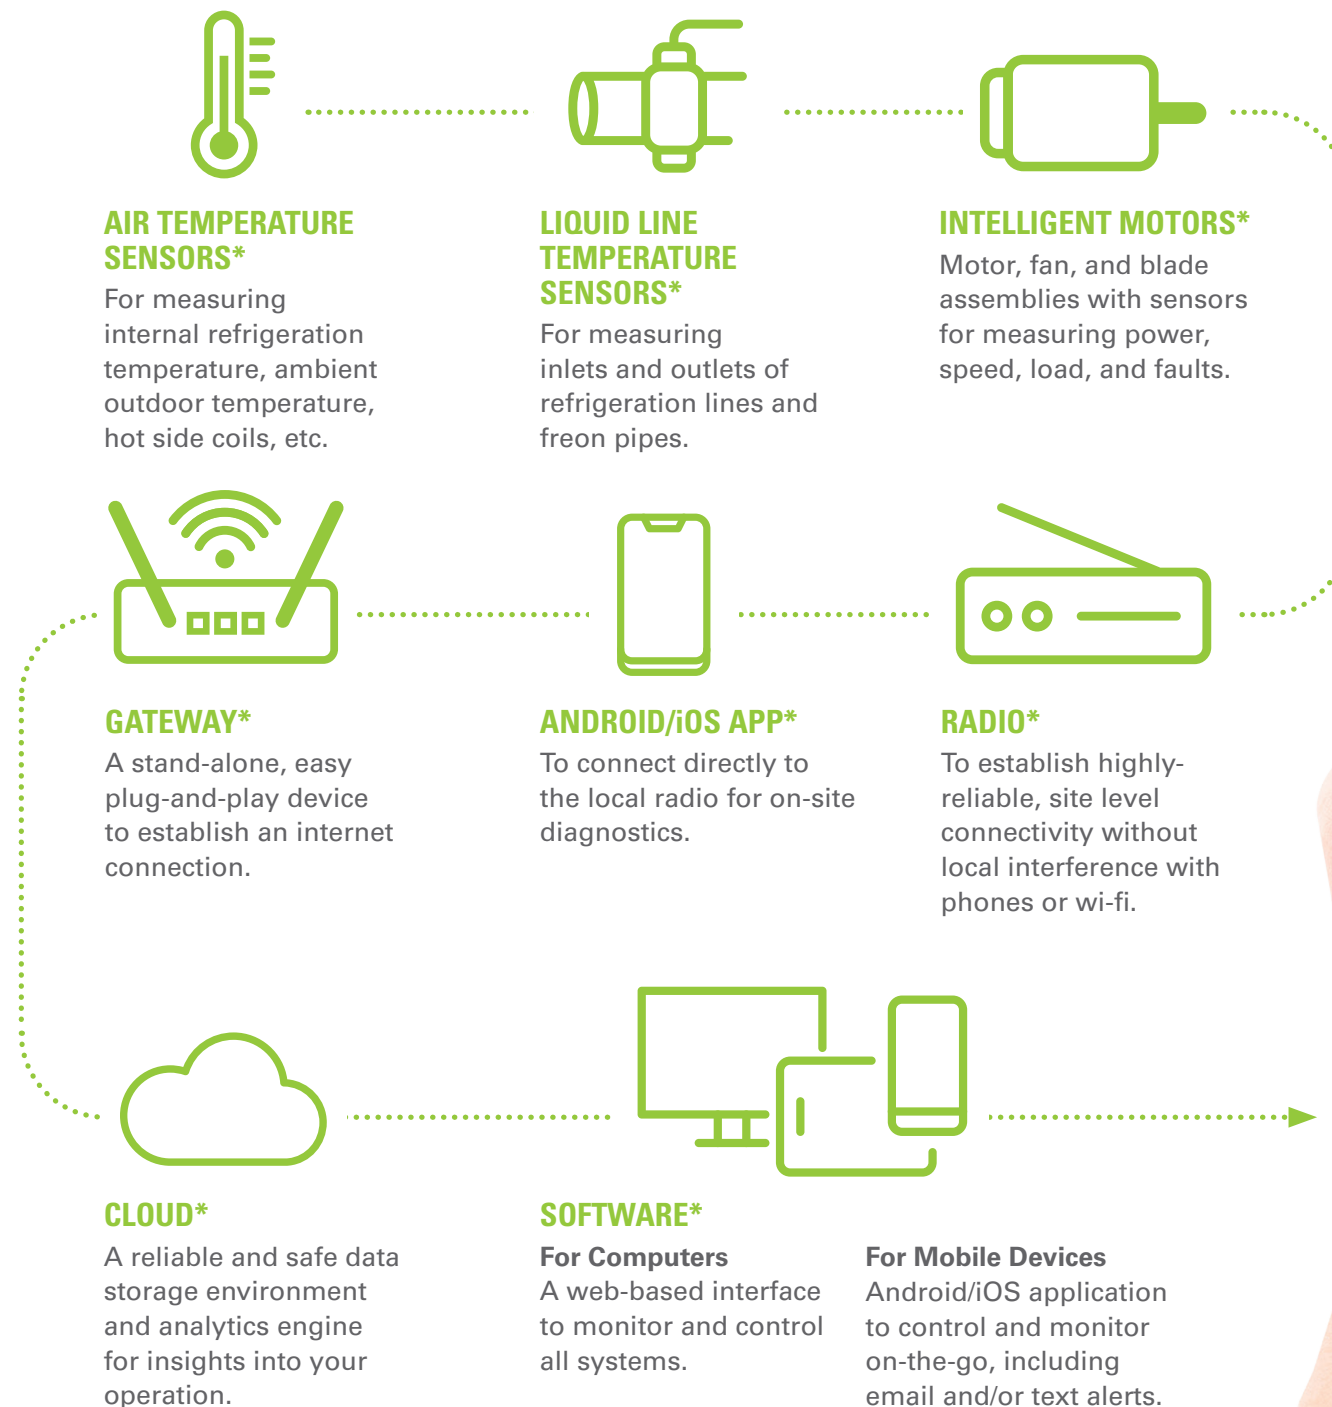 AIR TEMPERATURE
SENSORS*
For measuring
internal refrigeration
temperature, ambient
outdoor temperature,
hot side coils, etc.
LIQUID LINE
TEMPERATURE
SENSORS*
For measuring
inlets and outlets of
refrigeration lines and
freon pipes.
INTELLIGENT MOTORS*
Motor, fan, and blade
assemblies with sensors
for measuring power,
speed, load, and faults.
GATEWAY*
A stand-alone, easy
plug-and-play device
to establish an internet
connection.
ANDROID/iOS APP*
To connect directly to
the local radio for on-site
diagnostics.
RADIO*
To establish highly-
reliable, site level
connectivity without
local interference with
phones or wi-fi.
CLOUD*
A reliable and safe data
storage environment
and analytics engine
for insights into your
operation.
SOFTWARE*
For Computers
A web-based interface
to monitor and control
all systems.
For Mobile Devices
Android/iOS application
to control and monitor
on-the-go, including
email and/or text alerts.